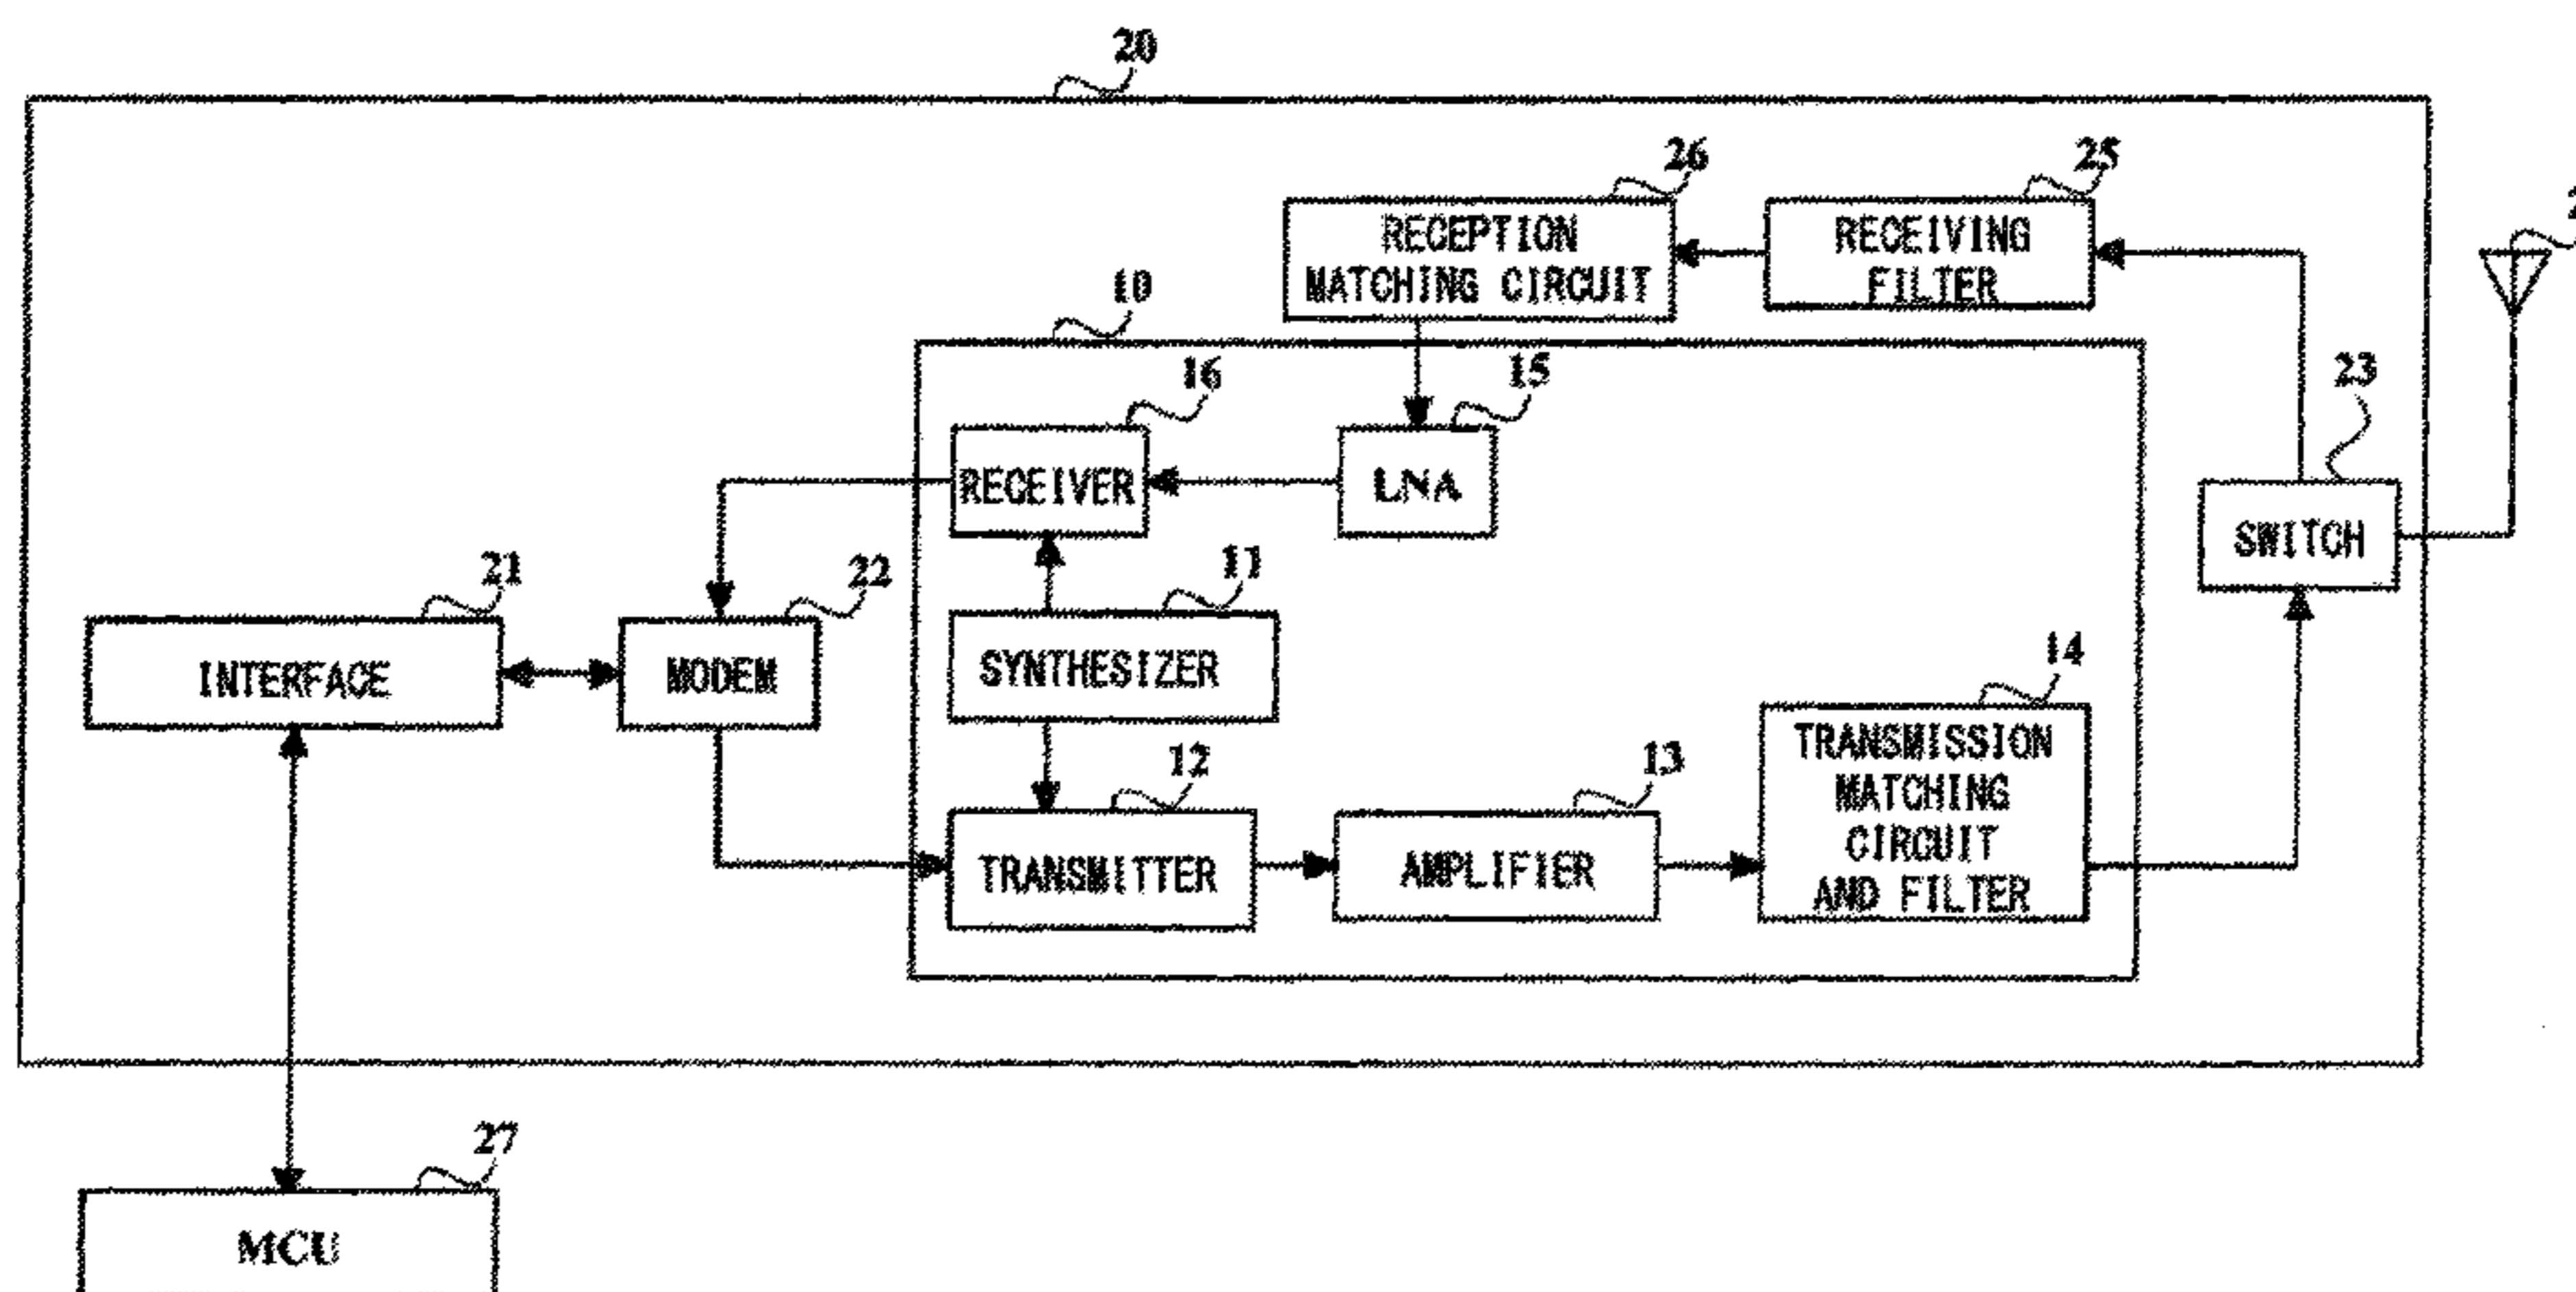 20
26
25
RECEPTION
MATCHING CIRCUIT
RECEIVING
FILTER
10
16
15
23
RECEIVER
LNA
SWITCH
21
22
11
INTERFACE
MODEM
SYNTHESIZER
14
12
13
TRANSMISSION
MATCHING
CIRCUIT
AND FILTER
TRANSMITTER
AMPLIFIER
27
MCU